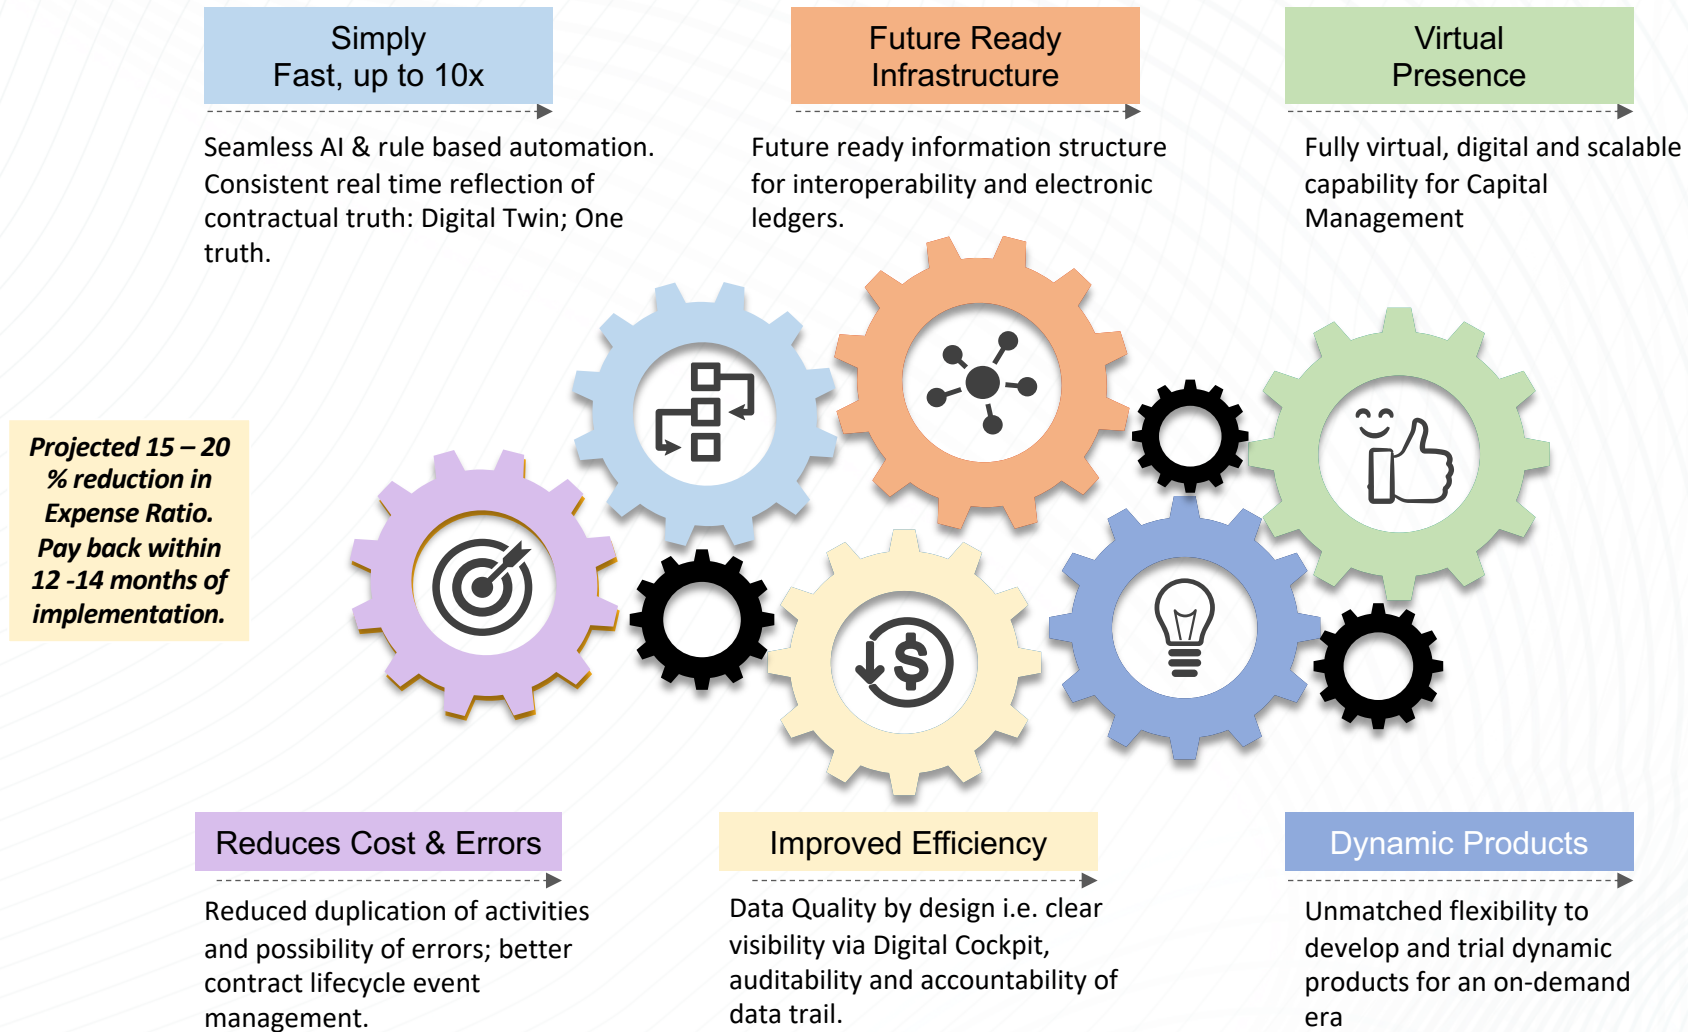 Simply
Fast, up to 10x
Seamless AI & rule based automation.
Consistent real time reflection of
contractual truth: Digital Twin; One
truth.
Future Ready
Infrastructure
Future ready information structure
for interoperability and electronic
ledgers.
Virtual
Presence
Fully virtual, digital and scalable
capability for Capital
Management
Projected 15 – 20
% reduction in
Expense Ratio.
Pay back within
12 -14 months of
implementation.
$
Reduces Cost & Errors
Reduced duplication of activities
and possibility of errors; better
contract lifecycle event
management.
Improved Efficiency
Data Quality by design i.e. clear
visibility via Digital Cockpit,
auditability and accountability of
data trail.
Dynamic Products
Unmatched flexibility to
develop and trial dynamic
products for an on-demand
era